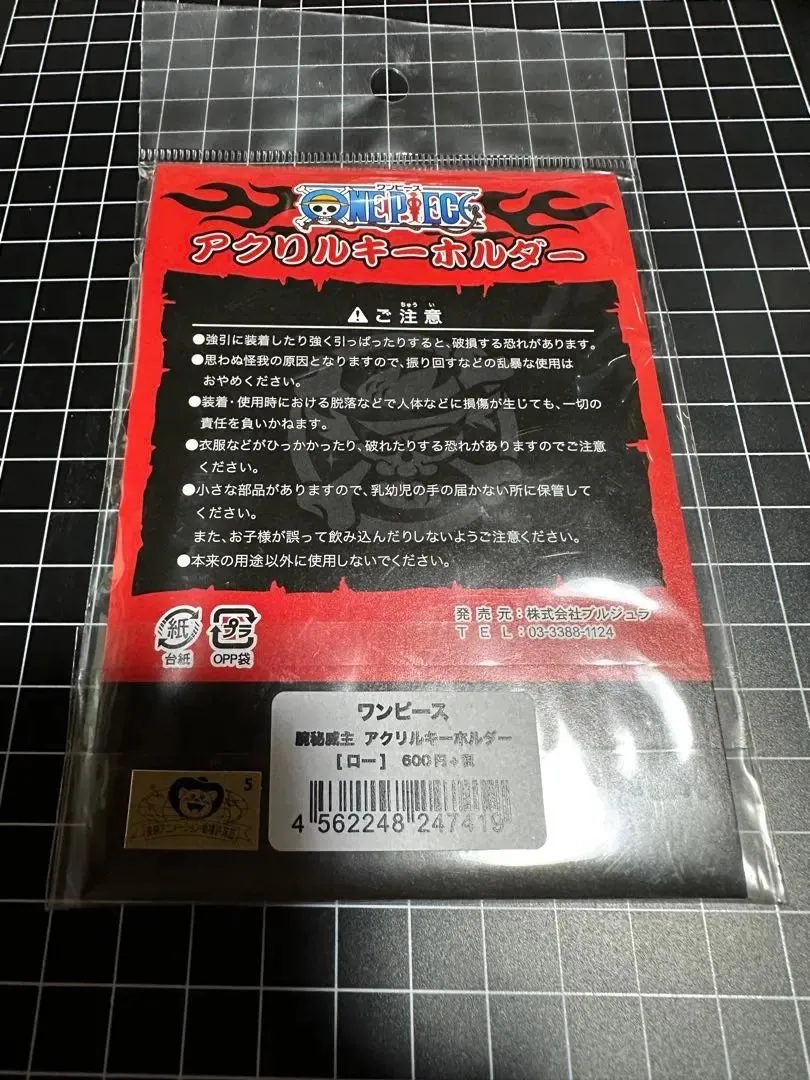 ワンピース
ONE PIECE
アクリルキーホルダー
ちゅう い
ご注意
●強引に装着したり強く引っぱったりすると、破損する恐れがあります。
●思わぬ怪我の原因となりますので、振り回すなどの乱暴な使用は
おやめください。
●装着・使用時における脱落などで人体などに損傷が生じても、一切の
責任を負いかねます。
●衣服などがひっかかったり、破れたりする恐れがありますのでご注意
ください。
●小さな部品がありますので、乳幼児の手の届かない所に保管して
ください。
また、お子様が誤って飲み込んだりしないようご注意ください。
●本来の用途以外に使用しないでください。
紙
台紙
プラ
OPP袋
発売元:株式会社ブルジュラ
TEL:03-3388-1124
ワンピース
アクリルキーホルダー
[ロー] 600円+税
4 562248 247419
5